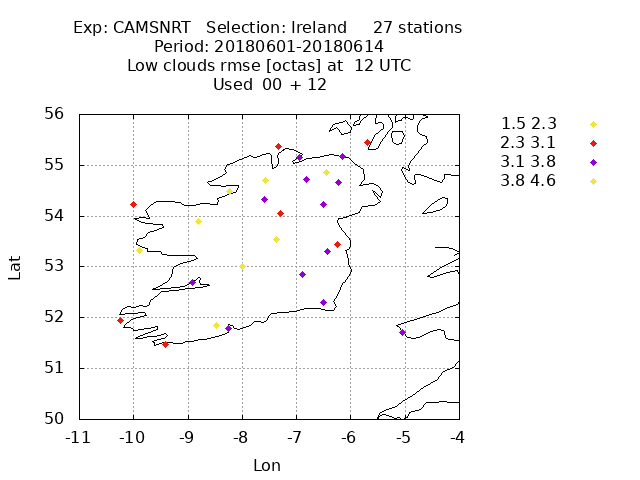 Exp: CAMSNRT Selection: Ireland 27 stations
Period: 20180601-20180614
Low clouds rmse [octas] at 12 UTC
Used 00 + 12
1.5 2.3
2.3 3.1
3.1 3.8
3.8 4.6
56
55
54
53
52
51
50
Lat
-11 -10 -9 -8 -7 -6 -5 -4
Lon